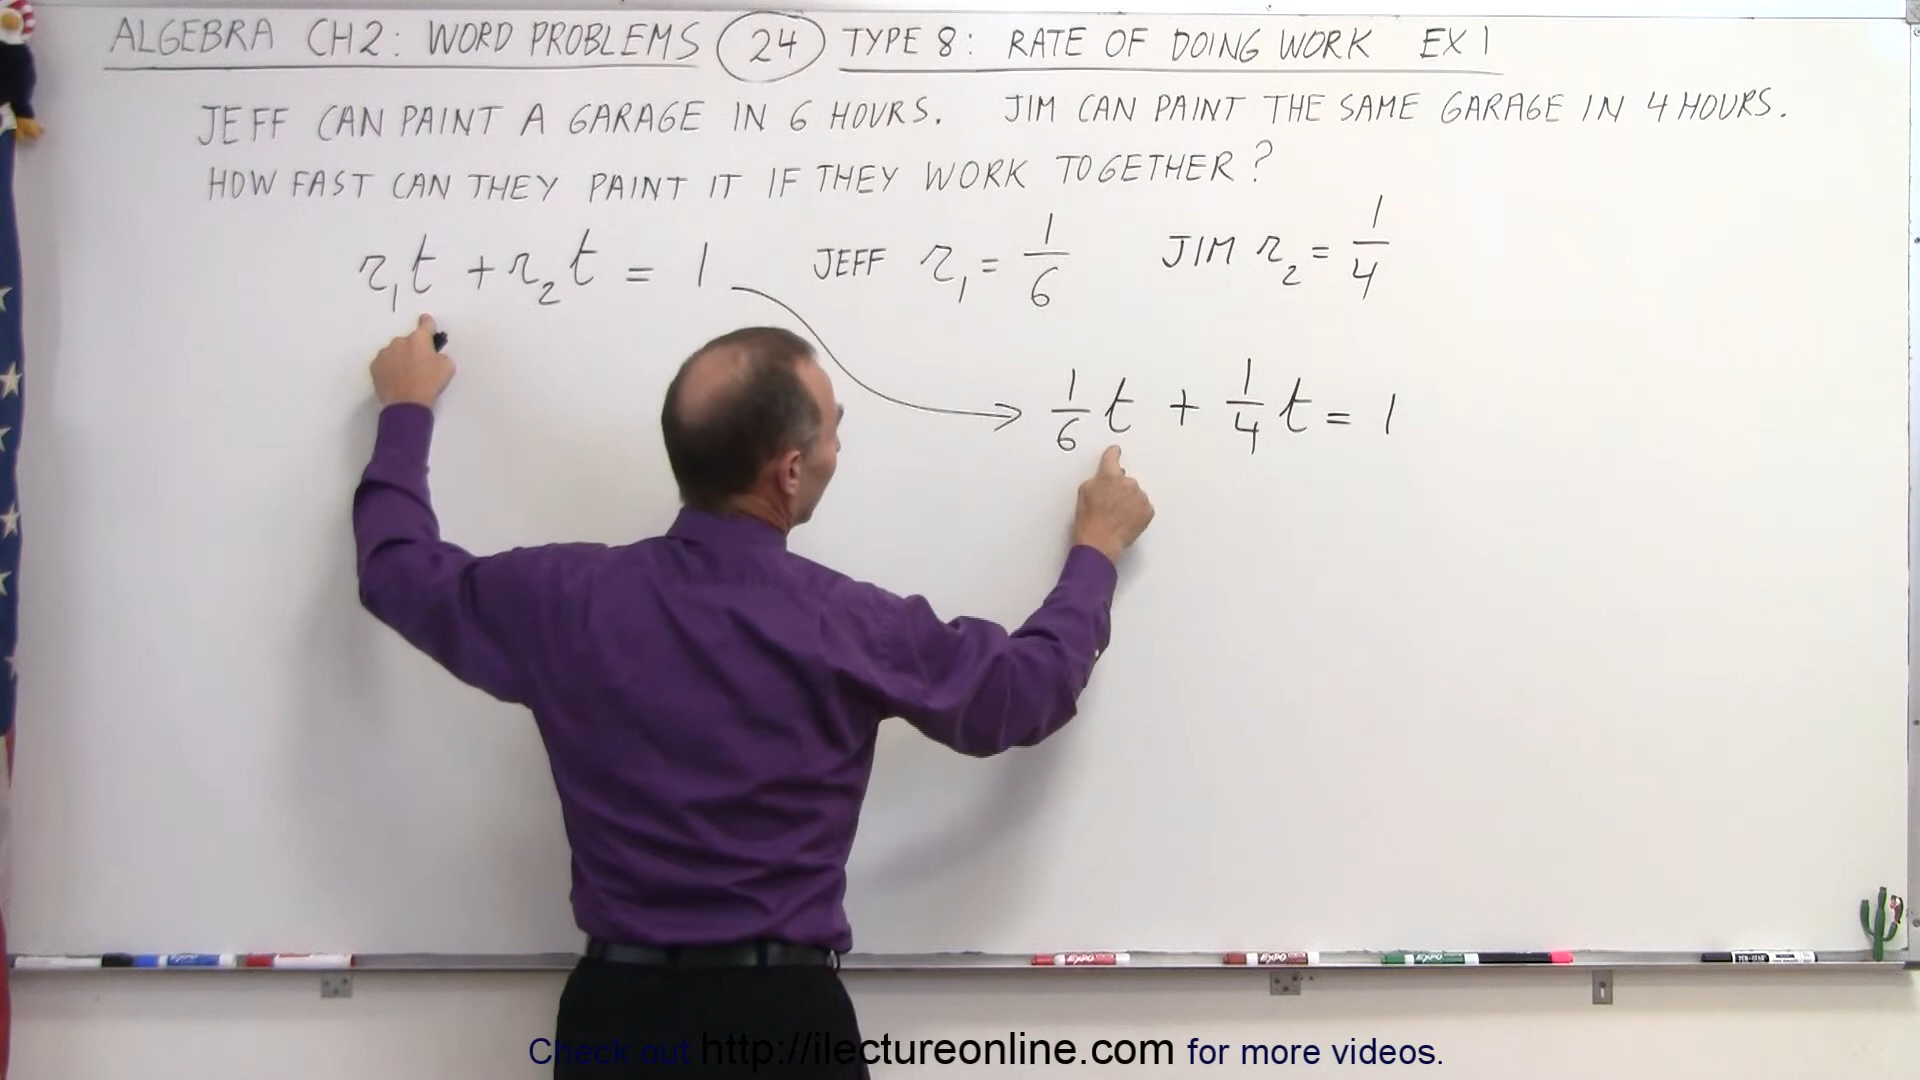 ALGEBRA CH2: WORD PROBLEMS 24 TYPE 8: RATE OF DOING WORK EX 1
JEFF CAN PAINT A GARAGE IN 6 HOURS. JIM CAN PAINT THE SAME GARAGE IN 4 HOURS.
HOW FAST CAN THEY PAINT IT IF THEY WORK TOGETHER?
r₁t + r₂t = 1 JEFF r₁ = 1/6 JIM r₂ = 1/4
1/6 t + 1/4 t = 1
EXPO EXPO EXPO
Check out http://ilectureonline.com for more videos.